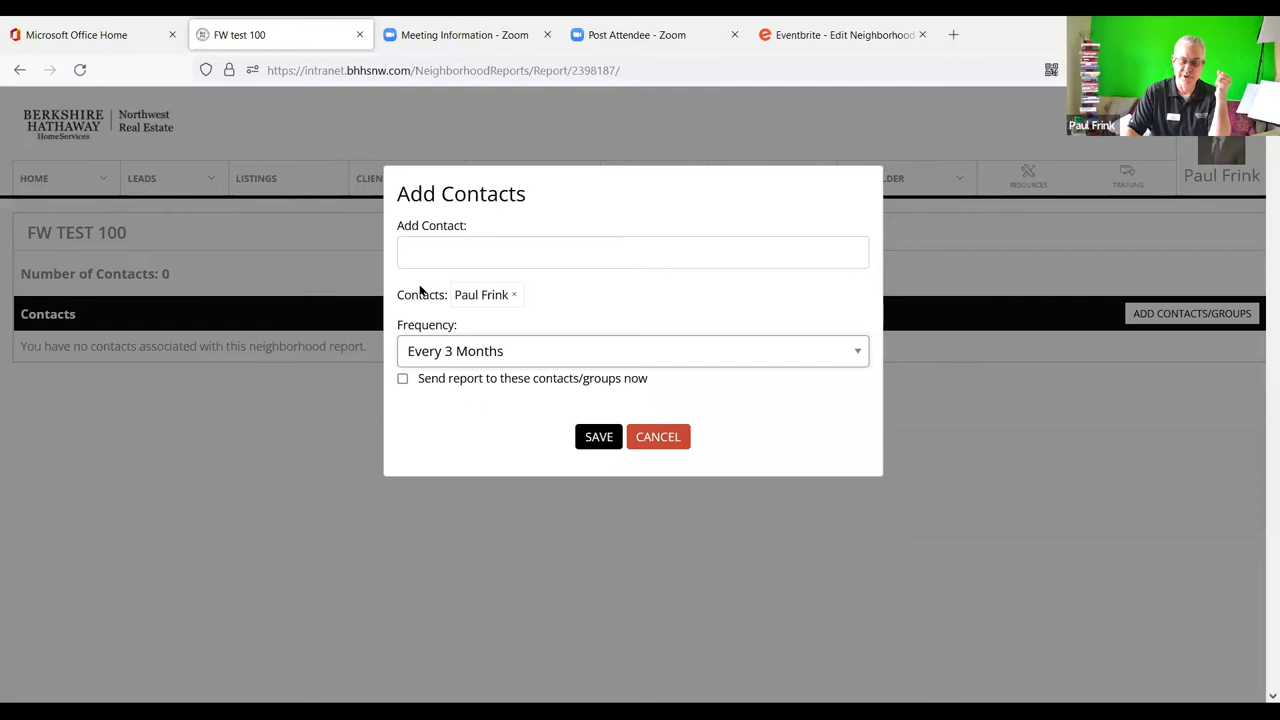 Microsoft Office Home
FW test 100
Meeting Information - Zoom
Post Attendee - Zoom
Eventbrite - Edit Neighborhood
https://intranet.bhhsnw.com/NeighborhoodReports/Report/2398187/
BERKSHIRE
HATHAWAY
HomeServices
Northwest
Real Estate
Paul Frink
HOME
LEADS
LISTINGS
CLIEN
LDER
RESOURCES
TRAINING
Paul Frink
FW TEST 100
Number of Contacts: 0
Contacts
ADD CONTACTS/GROUPS
You have no contacts associated with this neighborhood report.
Add Contacts
Add Contact:
Contacts: Paul Frink ×
Frequency:
Every 3 Months
Send report to these contacts/groups now
SAVE
CANCEL